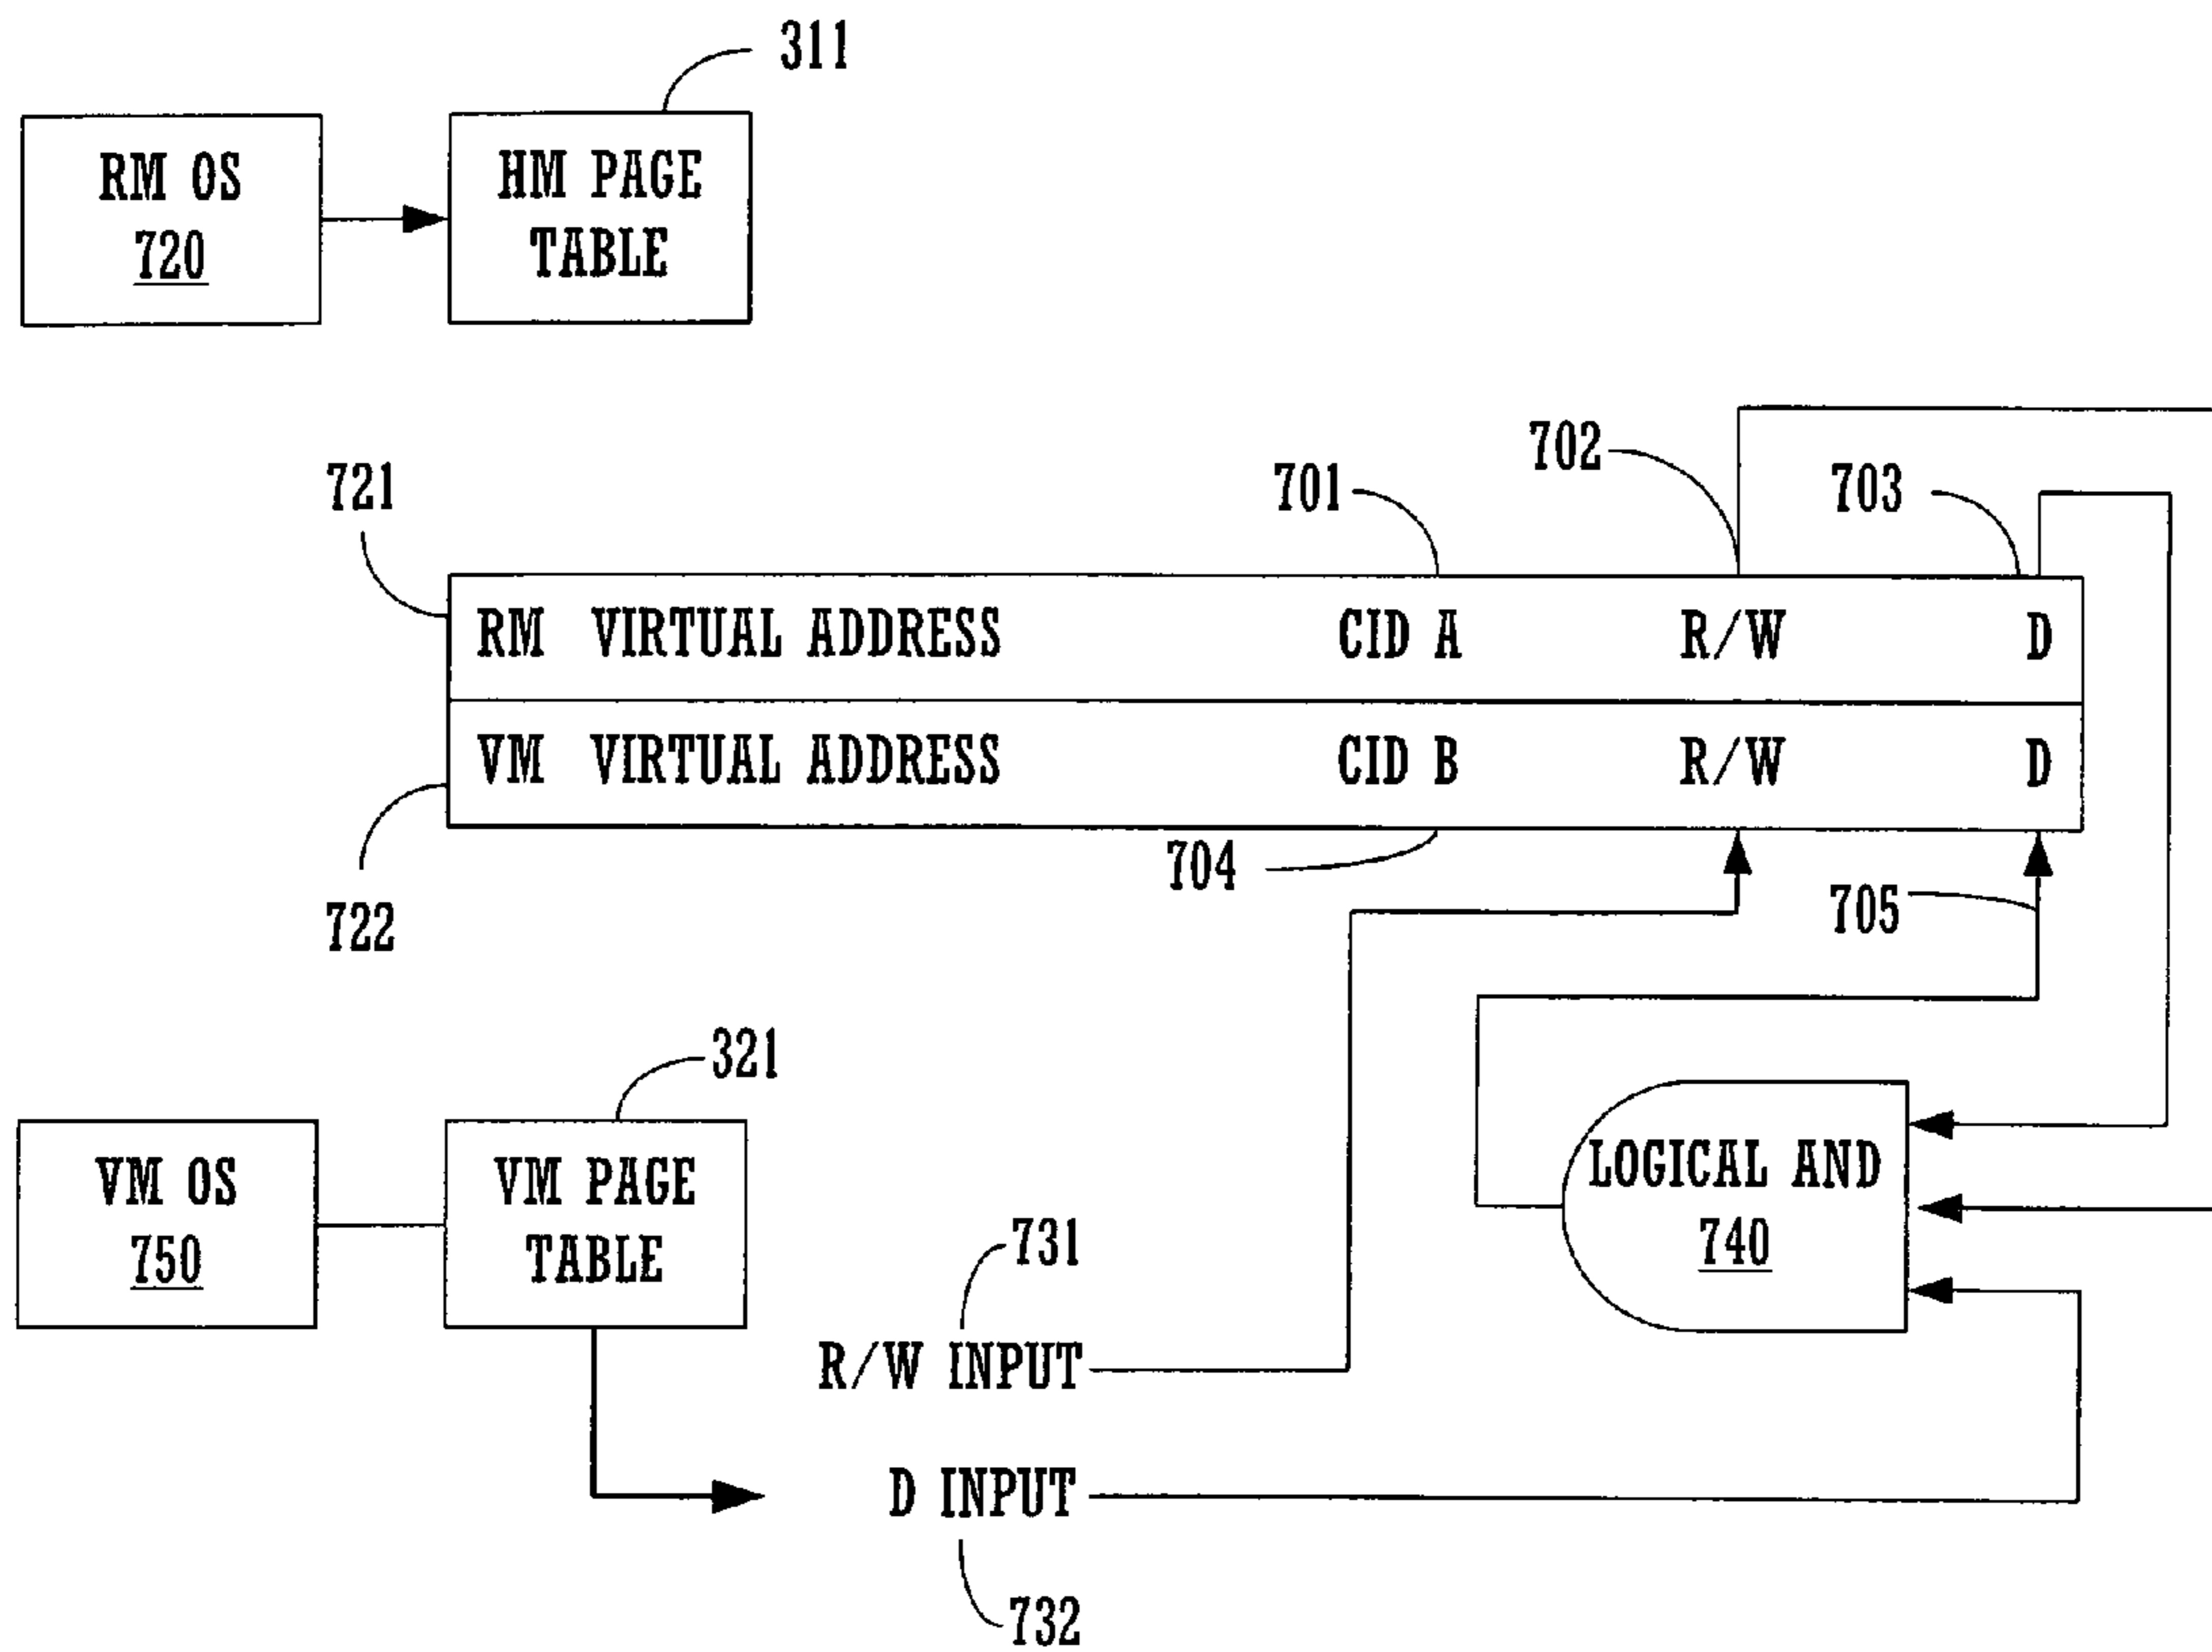 311
RM OS
720
HM PAGE
TABLE
702
721
701
703
RM VIRTUAL ADDRESS CID A R/W D
VM VIRTUAL ADDRESS CID B R/W D
704
705
722
321
VM OS
750
VM PAGE
TABLE
LOGICAL AND
740
731
R/W INPUT
D INPUT
732